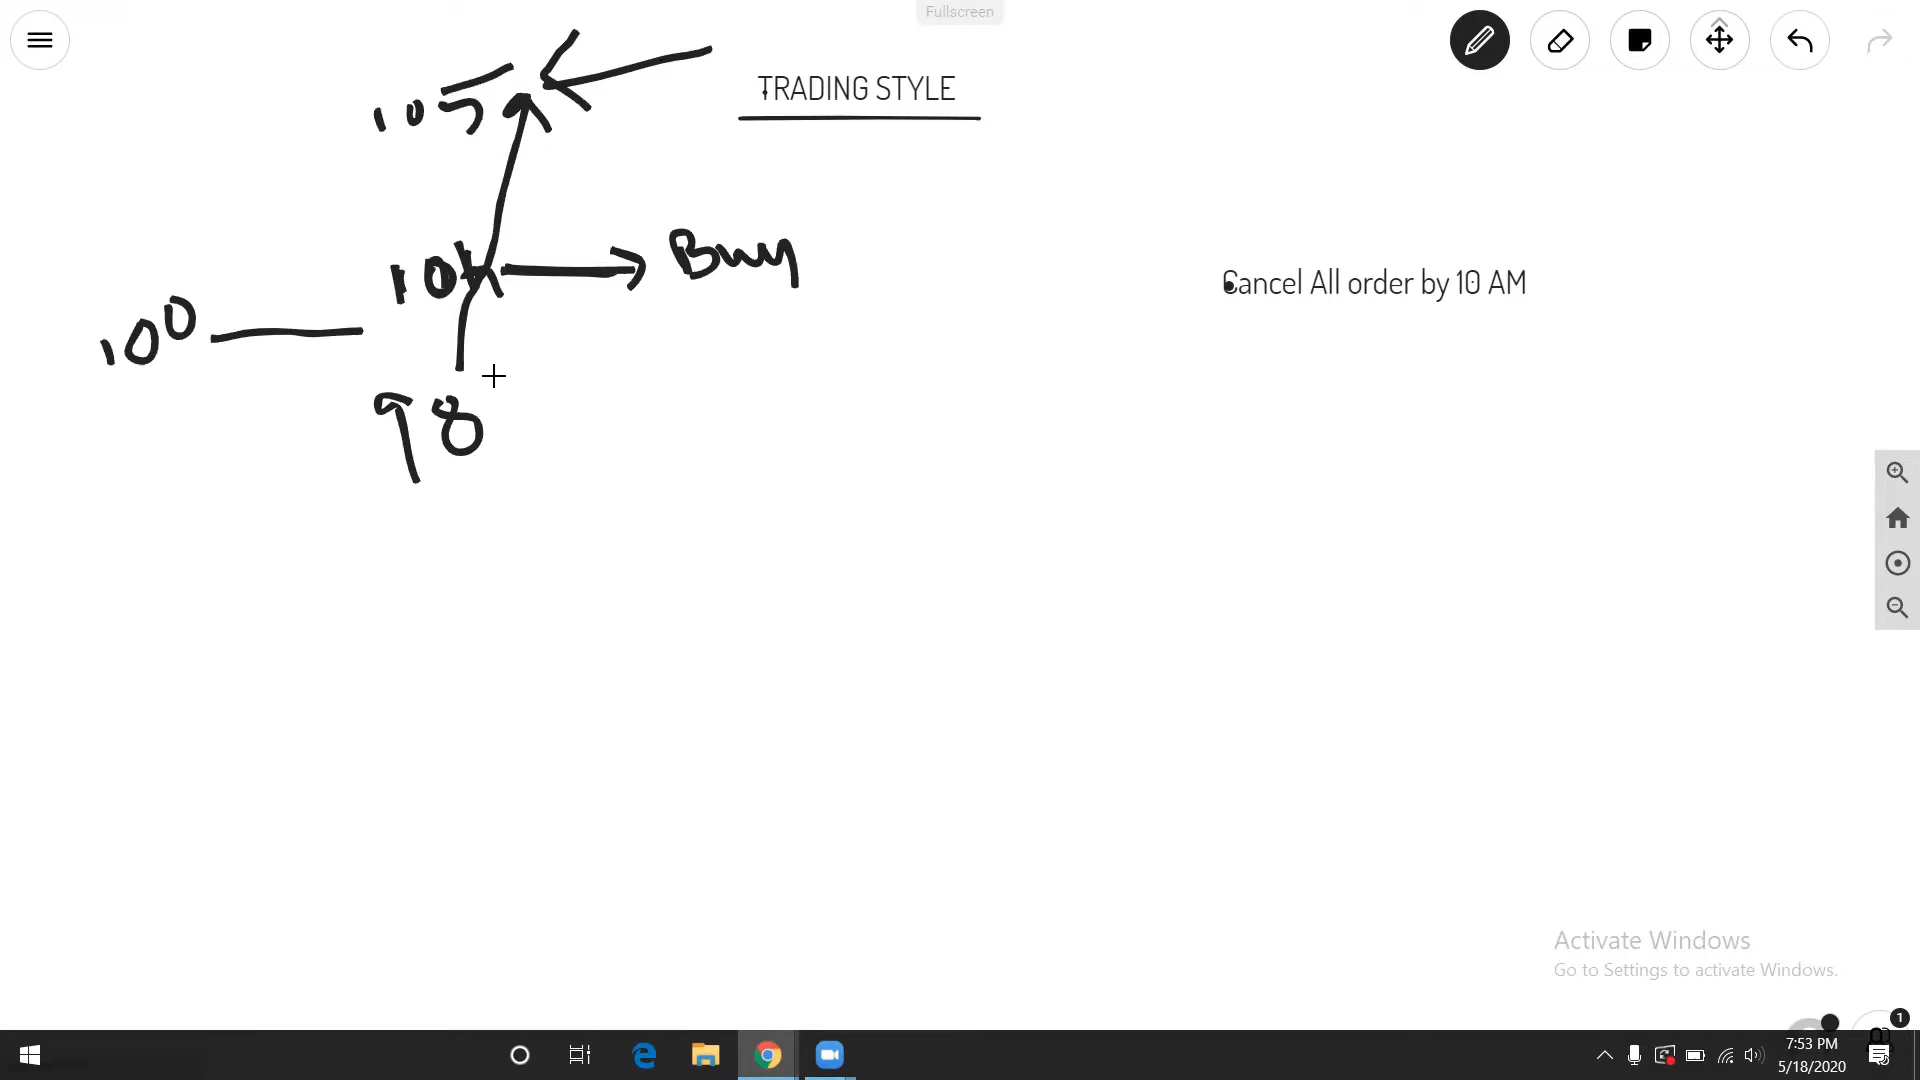 Fullscreen
TRADING STYLE
105
Buy
Cancel All order by 10 AM
100
98
Activate Windows
Go to Settings to activate Windows.
1
7:53 PM
5/18/2020